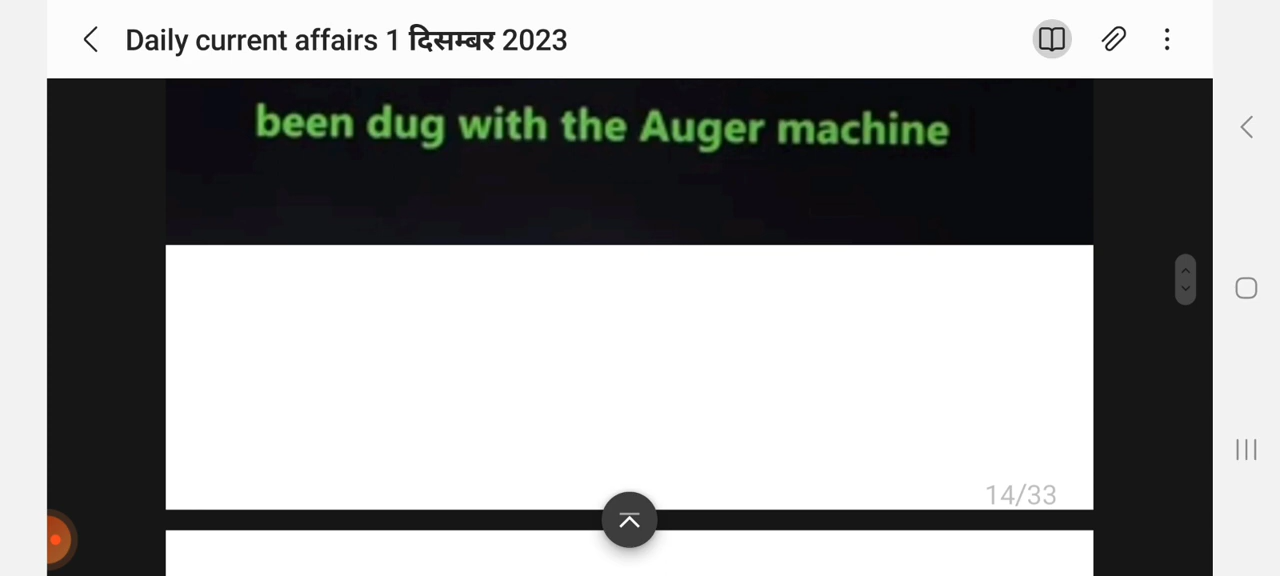 Daily current affairs 1 दिसम्बर 2023
been dug with the Auger machine
14/33